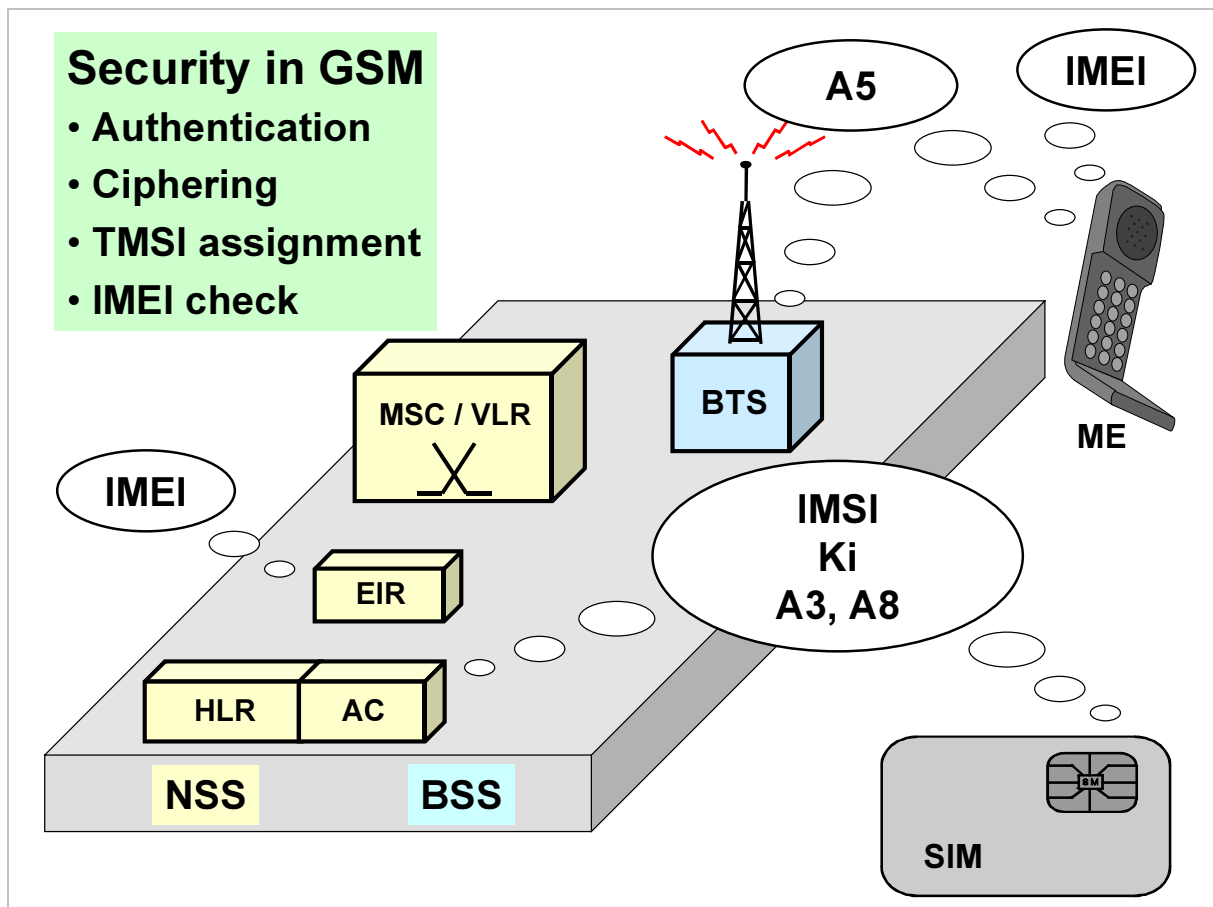 Security in GSM
• Authentication
• Ciphering
• TMSI assignment
• IMEI check
A5
IMEI
MSC / VLR
BTS
ME
IMEI
IMSI
Ki
A3, A8
EIR
HLR
AC
NSS
BSS
SM
SIM